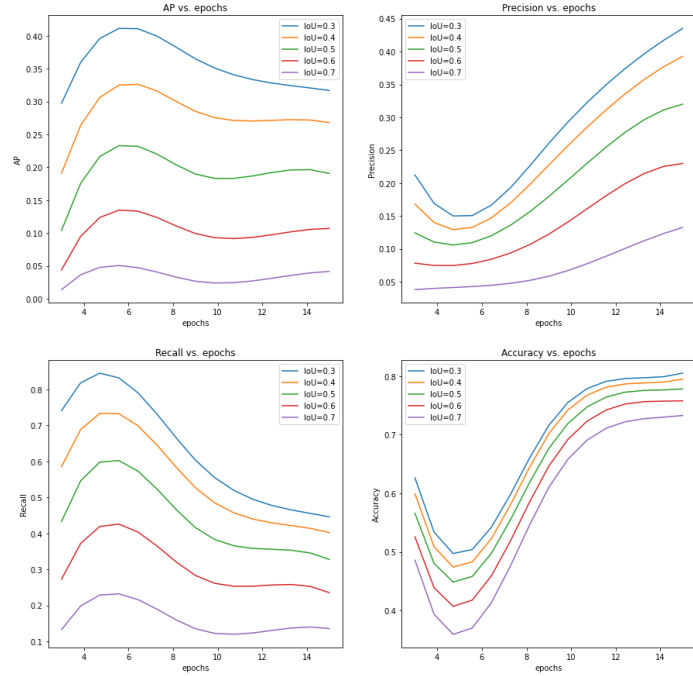 AP vs. epochs
0.40
0.35
0.30
0.25
0.20
0.15
0.10
0.05
0.00
AP
IoU=0.3
IoU=0.4
IoU=0.5
IoU=0.6
IoU=0.7
4 6 8 10 12 14
epochs
Precision vs. epochs
0.45
0.40
0.35
0.30
0.25
0.20
0.15
0.10
0.05
Precision
IoU=0.3
IoU=0.4
IoU=0.5
IoU=0.6
IoU=0.7
4 6 8 10 12 14
epochs
Recall vs. epochs
0.8
0.7
0.6
0.5
0.4
0.3
0.2
0.1
Recall
IoU=0.3
IoU=0.4
IoU=0.5
IoU=0.6
IoU=0.7
4 6 8 10 12 14
epochs
Accuracy vs. epochs
0.8
0.7
0.6
0.5
0.4
Accuracy
IoU=0.3
IoU=0.4
IoU=0.5
IoU=0.6
IoU=0.7
4 6 8 10 12 14
epochs